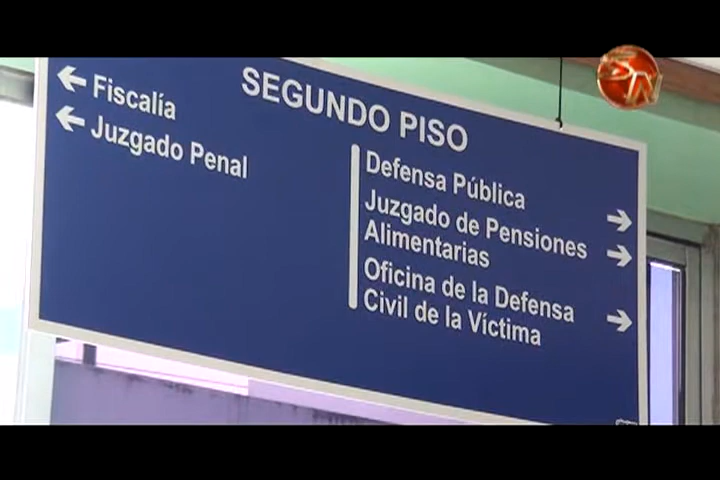 SEGUNDO PISO
Fiscalía
Juzgado Penal
Defensa Pública
Juzgado de Pensiones
Alimentarias
Oficina de la Defensa
Civil de la Víctima